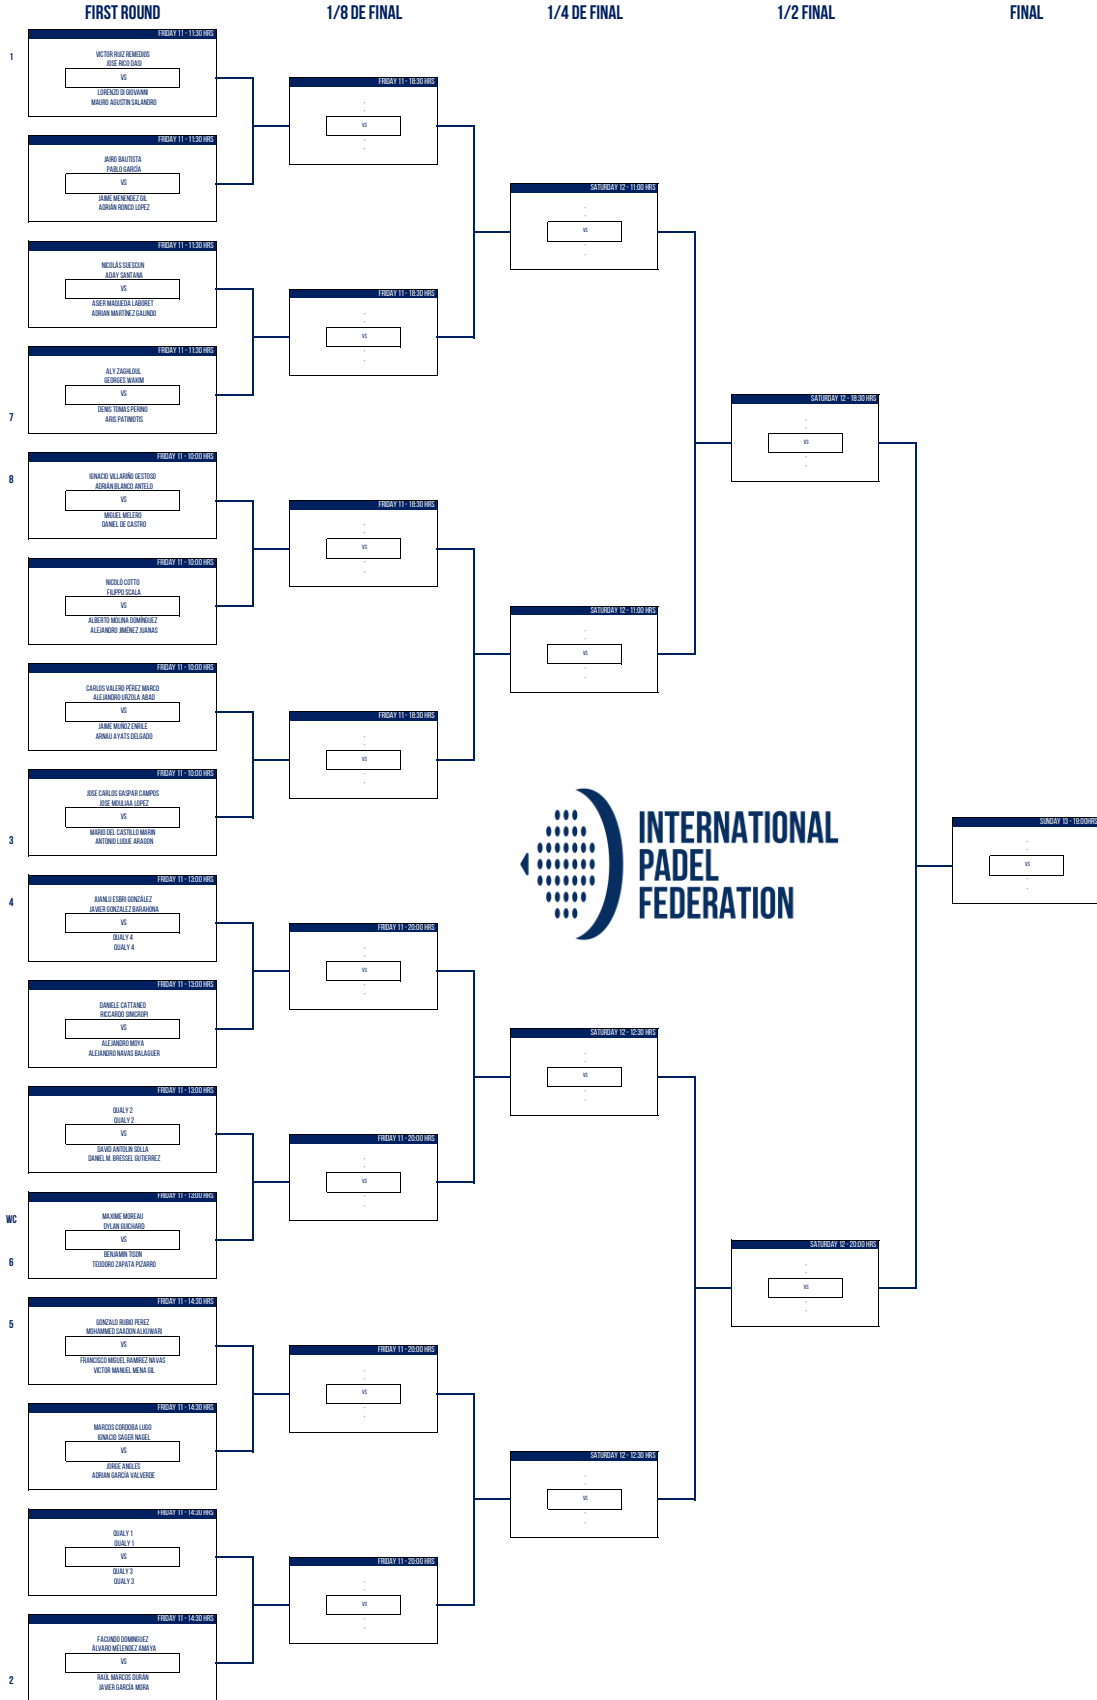 FIRST ROUND
1/8 DE FINAL
1/4 DE FINAL
1/2 FINAL
FINAL
FRIDAY 11 - 11:30 HRS
1
VÍCTOR RUIZ REMEDIOS
JOSE RICO DASI
VS
LORENZO DI GIOVANNI
MAURO AGUSTIN SALANDRO
FRIDAY 11 - 11:30 HRS
JAIRO BAUTISTA
PABLO GARCÍA
VS
JAIME MENENDEZ GIL
ADRIÁN RONCO LOPEZ
FRIDAY 11 - 11:30 HRS
NICOLÁS SUESCUN
ADAY SANTANA
VS
ASIER MAQUEDA LABORET
ADRIAN MARTÍNEZ GALINDO
FRIDAY 11 - 11:30 HRS
ALY ZAGHLOUL
GEORGES WAKIM
VS
DENIS TOMAS PERINO
ARIS PATINIOTIS
7
FRIDAY 11 - 10:00 HRS
8
IGNACIO VILLARIÑO GESTOSO
ADRIÁN BLANCO ANTELO
VS
MIGUEL MELERO
DANIEL DE CASTRO
FRIDAY 11 - 10:00 HRS
NICOLÒ COTTO
FILIPPO SCALA
VS
ALBERTO MOLINA DOMÍNGUEZ
ALEJANDRO JIMÉNEZ JUANAS
FRIDAY 11 - 10:00 HRS
CARLOS VALERO PÉREZ MARCO
ALEJANDRO URZOLA ABAD
VS
JAIME MUÑOZ ENRILE
ARNAU AYATS DELGADO
FRIDAY 11 - 10:00 HRS
JOSE CARLOS GASPAR CAMPOS
JOSE MOULIAA LOPEZ
VS
MARIO DEL CASTILLO MARIN
ANTONIO LUQUE ARAGON
3
FRIDAY 11 - 13:00 HRS
4
JUANLU ESBRI GONZÁLEZ
JAVIER GONZALEZ BARAHONA
VS
QUALY 4
QUALY 4
FRIDAY 11 - 13:00 HRS
DANIELE CATTANEO
RICCARDO SINICROPI
VS
ALEJANDRO MOYA
ALEJANDRO NAVAS BALAGUER
FRIDAY 11 - 13:00 HRS
QUALY 2
QUALY 2
VS
DAVID ANTOLIN SOLLA
DANIEL M. BRESSEL GUTIERREZ
FRIDAY 11 - 13:00 HRS
WC
MAXIME MOREAU
DYLAN GUICHARD
VS
BENJAMIN TISON
TEODORO ZAPATA PIZARRO
6
FRIDAY 11 - 14:30 HRS
5
GONZALO RUBIO PEREZ
MOHAMMED SAADON ALKUWARI
VS
FRANCISCO MIGUEL RAMIREZ NAVAS
VICTOR MANUEL MENA GIL
FRIDAY 11 - 14:30 HRS
MARCOS CORDOBA LUGO
IGNACIO SAGER NAGEL
VS
JORGE ANGLES
ADRIAN GARCÍA VALVERDE
FRIDAY 11 - 14:30 HRS
QUALY 1
QUALY 1
VS
QUALY 3
QUALY 3
FRIDAY 11 - 14:30 HRS
FACUNDO DOMINGUEZ
ÁLVARO MÉLENDEZ AMAYA
VS
RAÚL MARCOS DURÁN
JAVIER GARCÍA MORA
2
FRIDAY 11 - 18:30 HRS
VS
FRIDAY 11 - 18:30 HRS
VS
FRIDAY 11 - 18:30 HRS
VS
FRIDAY 11 - 18:30 HRS
VS
FRIDAY 11 - 20:00 HRS
VS
FRIDAY 11 - 20:00 HRS
VS
FRIDAY 11 - 20:00 HRS
VS
FRIDAY 11 - 20:00 HRS
VS
SATURDAY 12 - 11:00 HRS
VS
SATURDAY 12 - 11:00 HRS
VS
INTERNATIONAL
PADEL
FEDERATION
SATURDAY 12 - 12:30 HRS
VS
SATURDAY 12 - 12:30 HRS
VS
SATURDAY 12 - 18:30 HRS
VS
SATURDAY 12 - 20:00 HRS
VS
SUNDAY 13 - 19:00HRS
VS